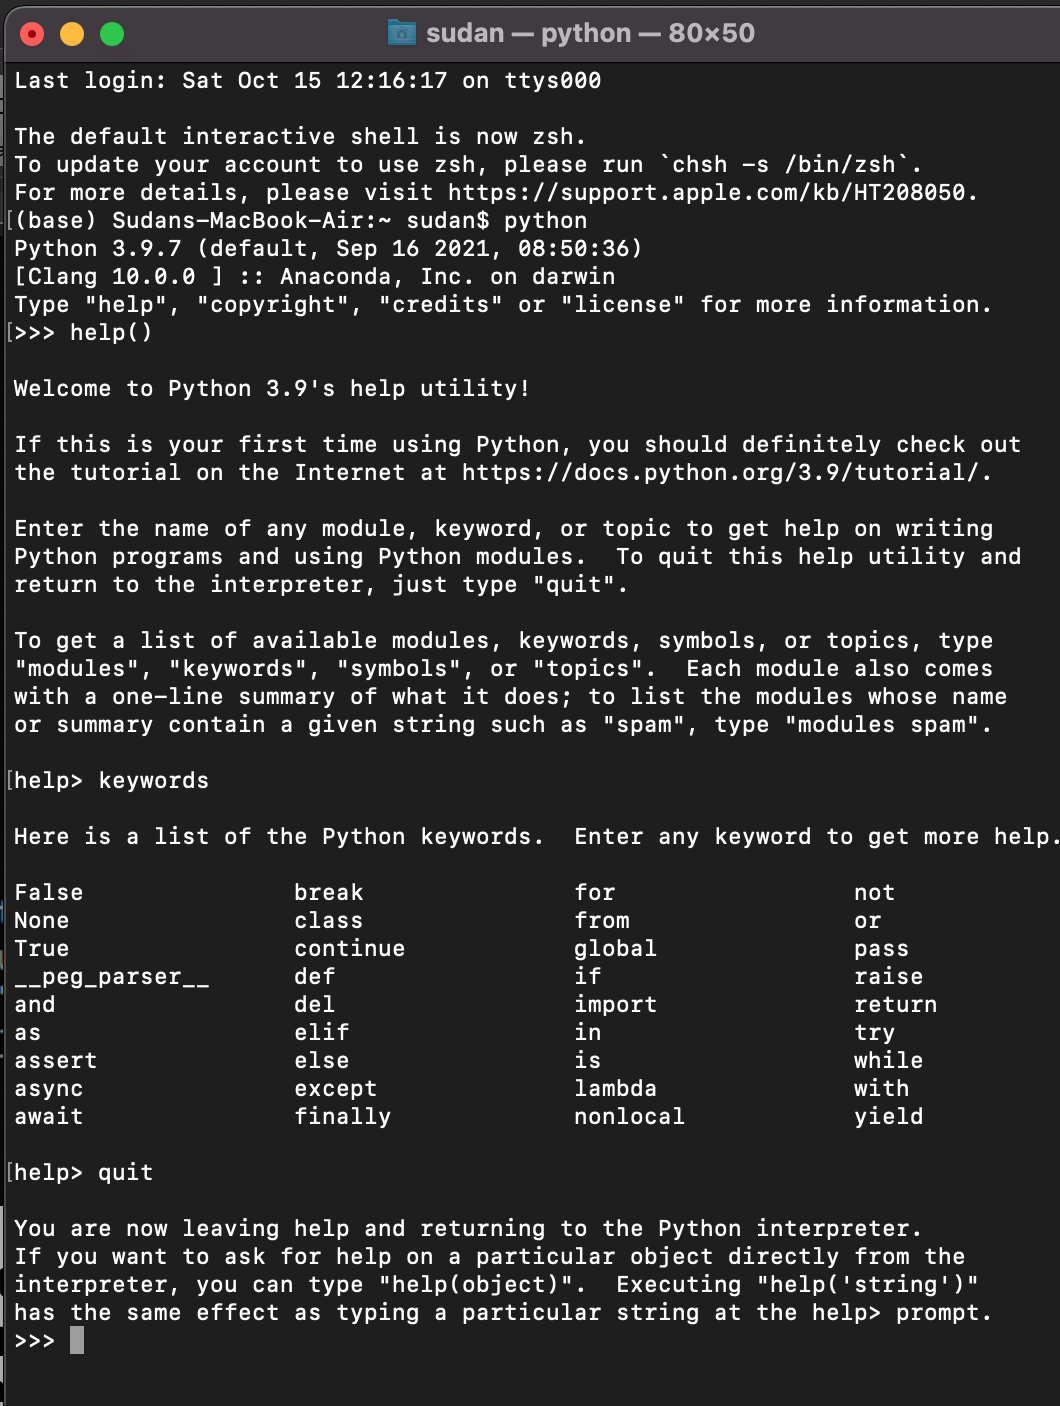 sudan — python — 80×50
Last login: Sat Oct 15 12:16:17 on ttys000
The default interactive shell is now zsh.
To update your account to use zsh, please run `chsh -s /bin/zsh`.
For more details, please visit https://support.apple.com/kb/HT208050.
[(base) Sudans-MacBook-Air:~ sudan$ python
Python 3.9.7 (default, Sep 16 2021, 08:50:36)
[Clang 10.0.0 ] :: Anaconda, Inc. on darwin
Type "help", "copyright", "credits" or "license" for more information.
[>>> help()
Welcome to Python 3.9's help utility!
If this is your first time using Python, you should definitely check out
the tutorial on the Internet at https://docs.python.org/3.9/tutorial/.
Enter the name of any module, keyword, or topic to get help on writing
Python programs and using Python modules.  To quit this help utility and
return to the interpreter, just type "quit".
To get a list of available modules, keywords, symbols, or topics, type
"modules", "keywords", "symbols", or "topics".  Each module also comes
with a one-line summary of what it does; to list the modules whose name
or summary contain a given string such as "spam", type "modules spam".
[help> keywords
Here is a list of the Python keywords.  Enter any keyword to get more help.
False               break               for                 not
None                class               from                or
True                continue            global              pass
__peg_parser__      def                 if                  raise
and                 del                 import              return
as                  elif                in                  try
assert              else                is                  while
async               except              lambda              with
await               finally             nonlocal            yield
[help> quit
You are now leaving help and returning to the Python interpreter.
If you want to ask for help on a particular object directly from the
interpreter, you can type "help(object)".  Executing "help('string')"
has the same effect as typing a particular string at the help> prompt.
>>>